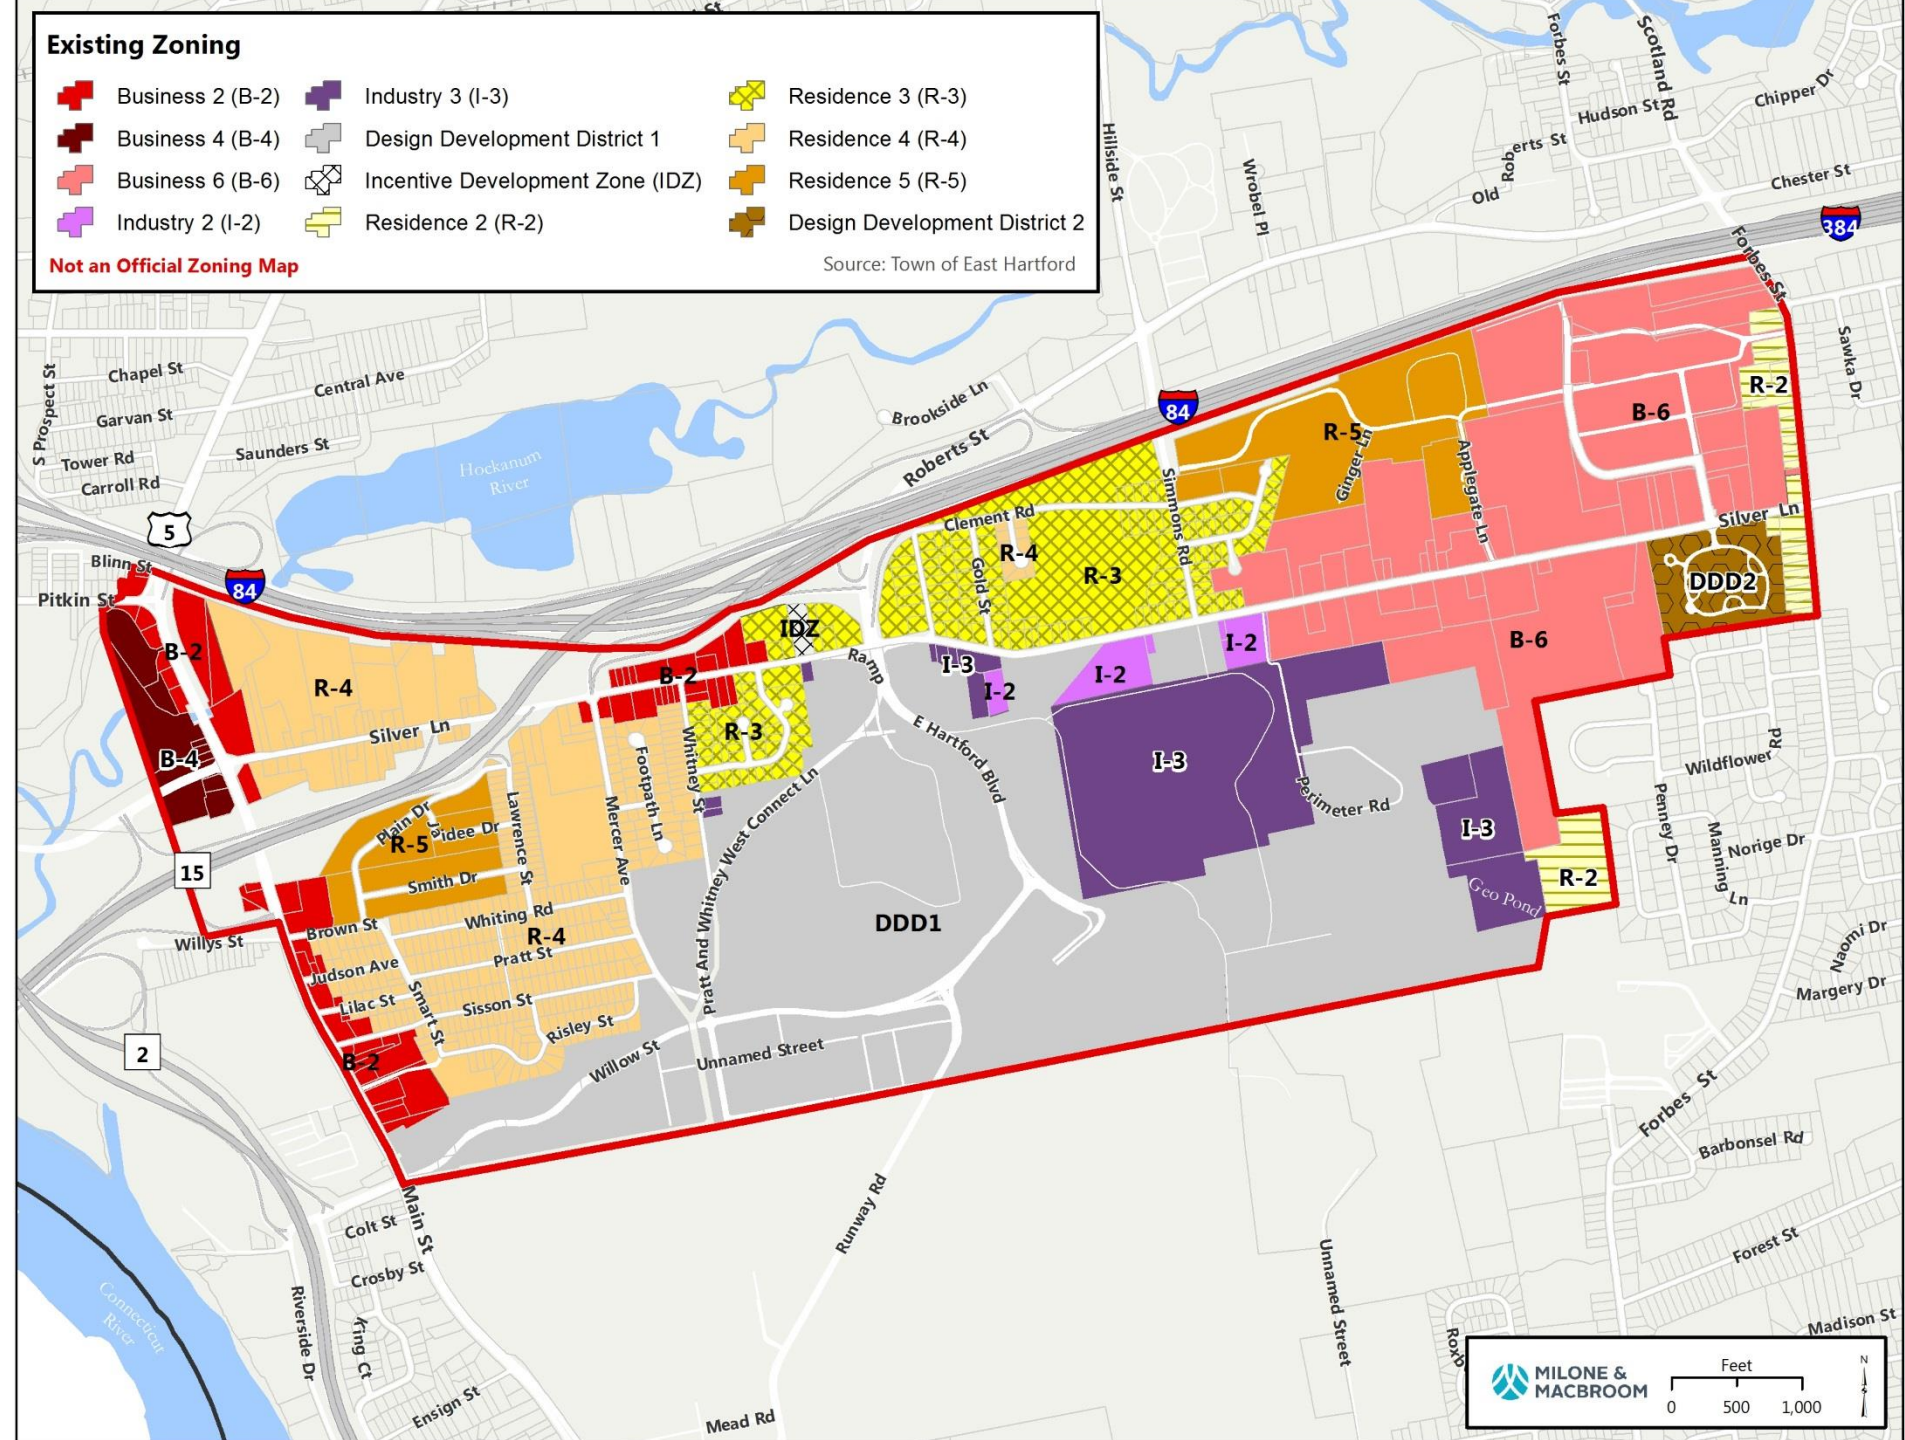 Existing Zoning
Business 2 (B-2)
Business 4 (B-4)
Business 6 (B-6)
Industry 2 (I-2)
Industry 3 (I-3)
Design Development District 1
Incentive Development Zone (IDZ)
Residence 2 (R-2)
Residence 3 (R-3)
Residence 4 (R-4)
Residence 5 (R-5)
Design Development District 2
Not an Official Zoning Map
Source: Town of East Hartford
St
Forbes St
Scotland Rd
Chipper Dr
Hudson St
Roberts St
Old
Chester St
Hillside St
Wrobel Pl
384
Forbes St
Sawka Dr
S Prospect St
Chapel St
Central Ave
Garvan St
Saunders St
Tower Rd
Carroll Rd
Hockanum
River
Brookside Ln
Roberts St
84
R-5
Ginger Ln
Applegate Ln
B-6
R-2
Silver Ln
5
Blinn St
Pitkin St
84
Clement Rd
R-4
Gold St
R-3
Simmons Rd
DDD2
B-2
R-4
B-2
IDZ
Ramp
I-3
I-2
I-2
I-2
B-6
B-4
Silver Ln
R-3
Whitney St
Footpath Ln
Mercer Ave
E Hartford Blvd
I-3
Perimeter Rd
I-3
Geo Pond
R-2
Wildflower Rd
Penney Dr
Manning Ln
Norige Dr
Naomi Dr
Margery Dr
Plain Dr
Jaidee Dr
R-5
Smith Dr
Lawrence St
15
Willys St
Brown St
Whiting Rd
R-4
Pratt St
Judson Ave
Lilac St
Smart St
Sisson St
Risley St
Pratt And Whitney West Connect Ln
DDD1
2
B-2
Willow St
Unnamed Street
Forbes St
Barbonsel Rd
Runway Rd
Main St
Colt St
Crosby St
Riverside Dr
King Ct
Ensign St
Connecticut
River
Mead Rd
Unnamed Street
Forest St
Madison St
MILONE &
MACBROOM
Feet
0 500 1,000
N